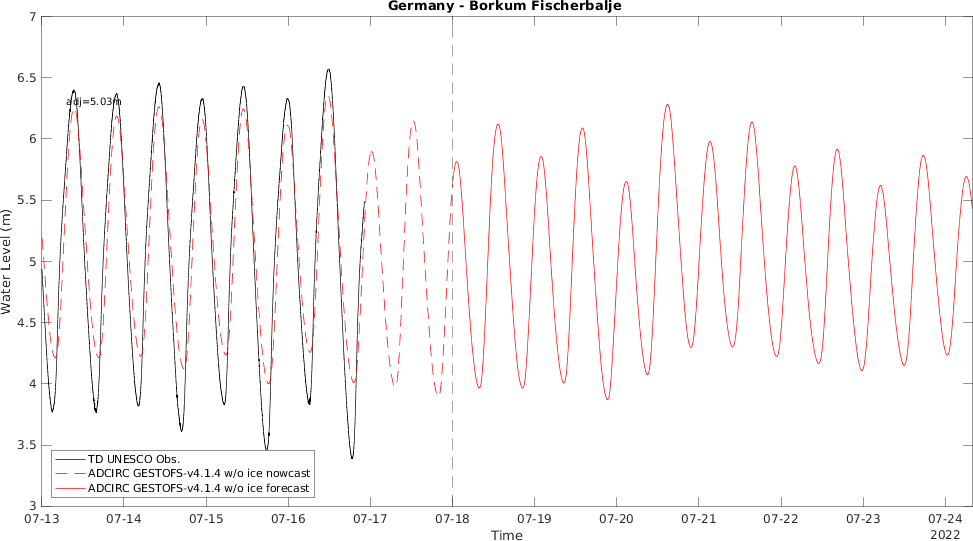 Germany - Borkum Fischerbalje
7
6.5
6
5.5
5
4.5
4
3.5
3
Water Level (m)
adj=5.03m
TD UNESCO Obs.
ADCIRC GESTOFS-v4.1.4 w/o ice nowcast
ADCIRC GESTOFS-v4.1.4 w/o ice forecast
07-13 07-14 07-15 07-16 07-17 07-18 07-19 07-20 07-21 07-22 07-23 07-24
Time
2022